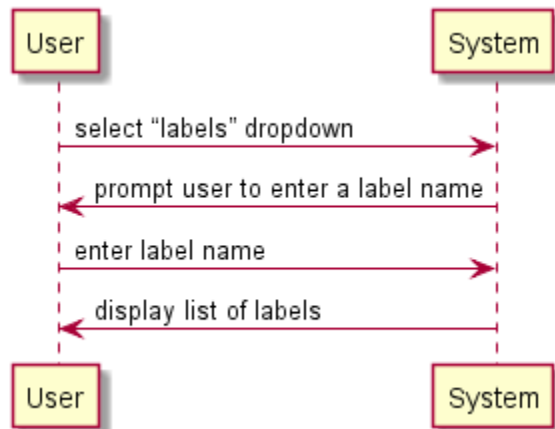 User System
select “labels” dropdown
prompt user to enter a label name
enter label name
display list of labels
User System